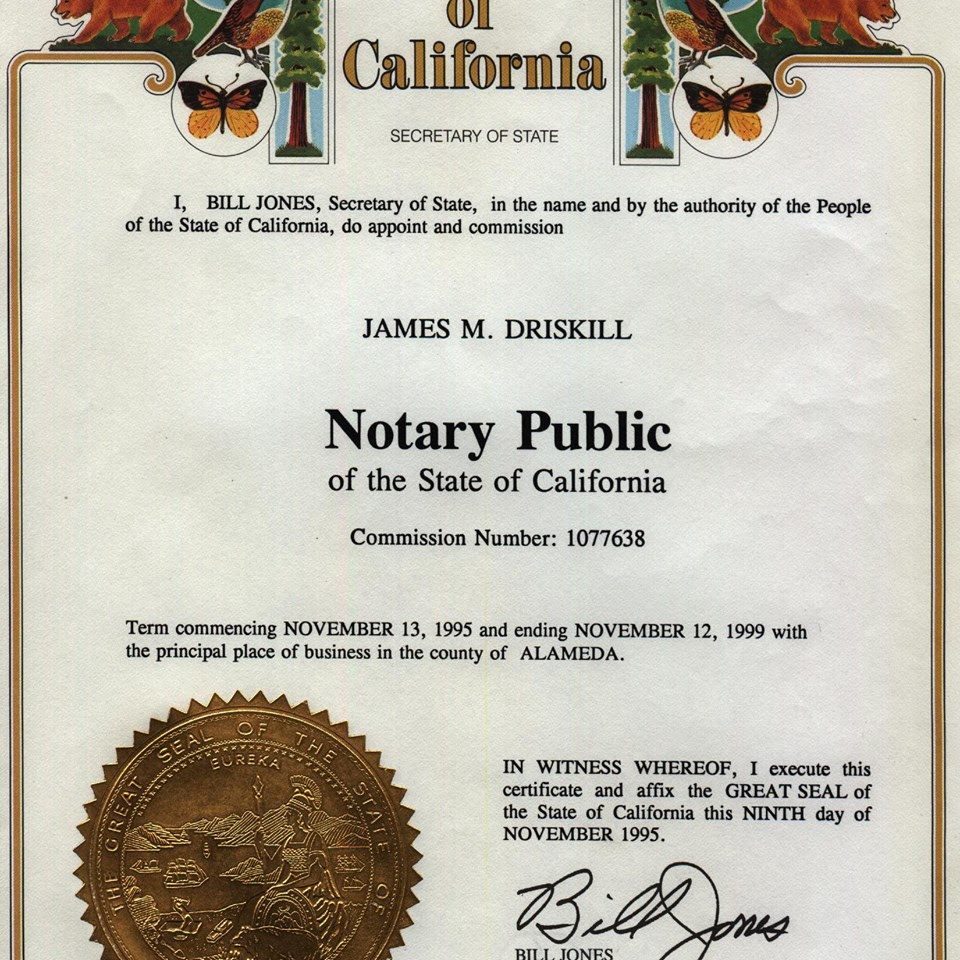 of
California
SECRETARY OF STATE
I, BILL JONES, Secretary of State, in the name and by the authority of the People
of the State of California, do appoint and commission
JAMES M. DRISKILL
Notary Public
of the State of California
Commission Number: 1077638
Term commencing NOVEMBER 13, 1995 and ending NOVEMBER 12, 1999 with
the principal place of business in the county of ALAMEDA.
THE GREAT SEAL OF THE STATE OF
EUREKA
IN WITNESS WHEREOF, I execute this
certificate and affix the GREAT SEAL of
the State of California this NINTH day of
NOVEMBER 1995.
Bill Jones
BILL JONES